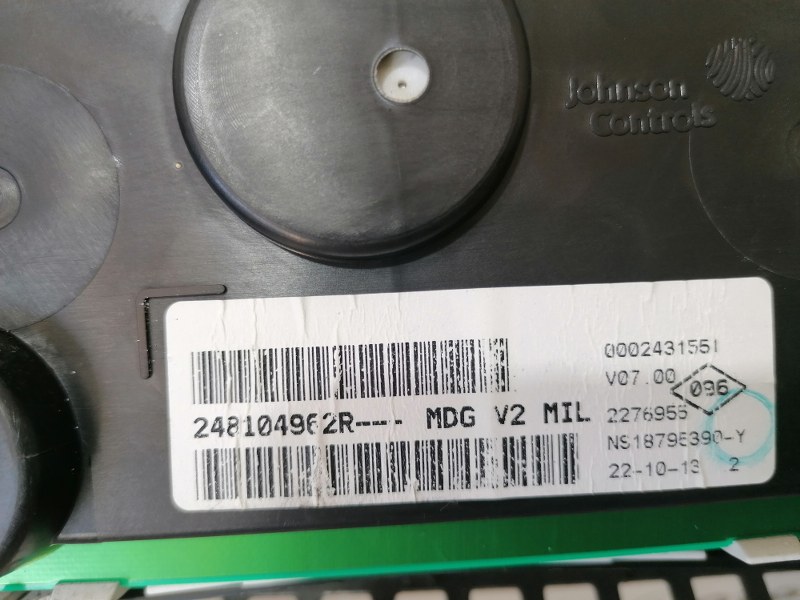 Johnson
Controls
0002431551
V07.00
096
248104962R--- MDG V2 MIL
2276955
NS18795390-Y
22-10-13 2